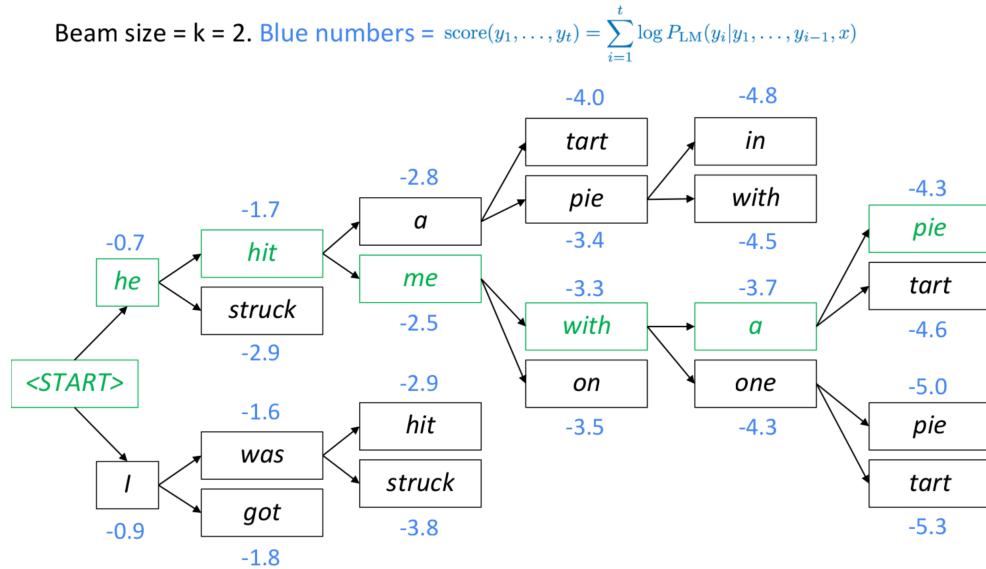 Beam size = k = 2. Blue numbers = score(y₁, …, yₜ) = ∑ᵢ₌₁ᵗ log P_LM(yᵢ|y₁, …, yᵢ₋₁, x)
-4.0 -4.8
tart in
-2.8 -4.3
a pie with pie
-1.7
-0.7 hit -3.4 -4.5
he me -3.3 -3.7 tart
struck -2.5 with a -4.6
-2.9 -2.9 on one -5.0
<START>
-1.6 hit -3.5 -4.3 pie
was
I struck tart
got
-0.9 -3.8 -5.3
-1.8